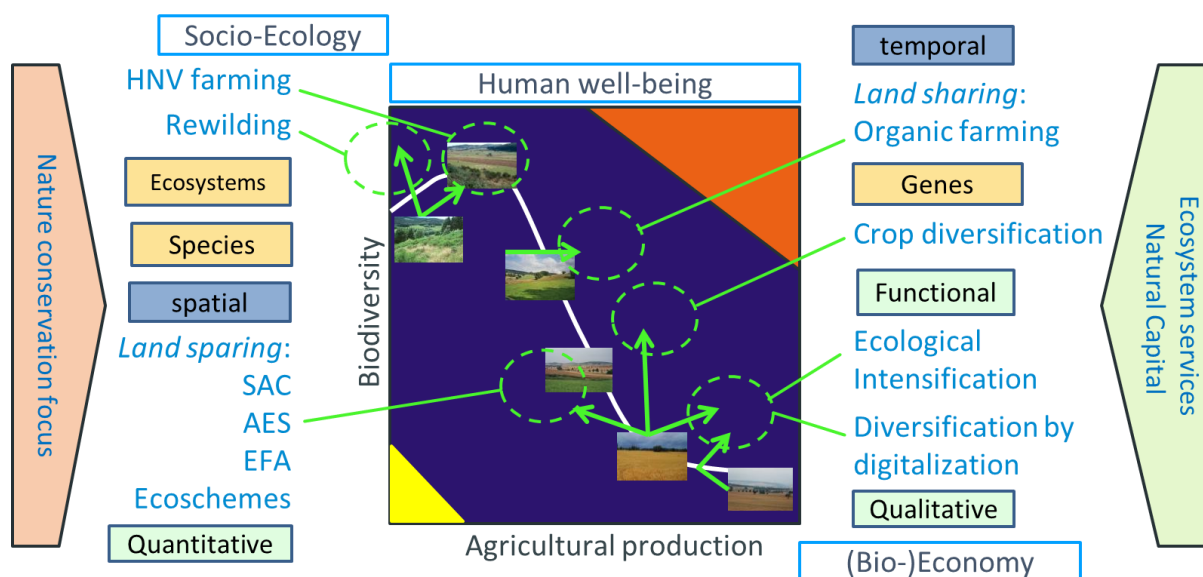 Socio-Ecology
HNV farming
Rewilding
Ecosystems
Species
spatial
Land sparing:
SAC
AES
EFA
Ecoschemes
Quantitative
Nature conservation focus
Human well-being
Biodiversity
Agricultural production
temporal
Land sharing:
Organic farming
Genes
Crop diversification
Functional
Ecological
Intensification
Diversification by
digitalization
Qualitative
(Bio-)Economy
Ecosystem services
Natural Capital